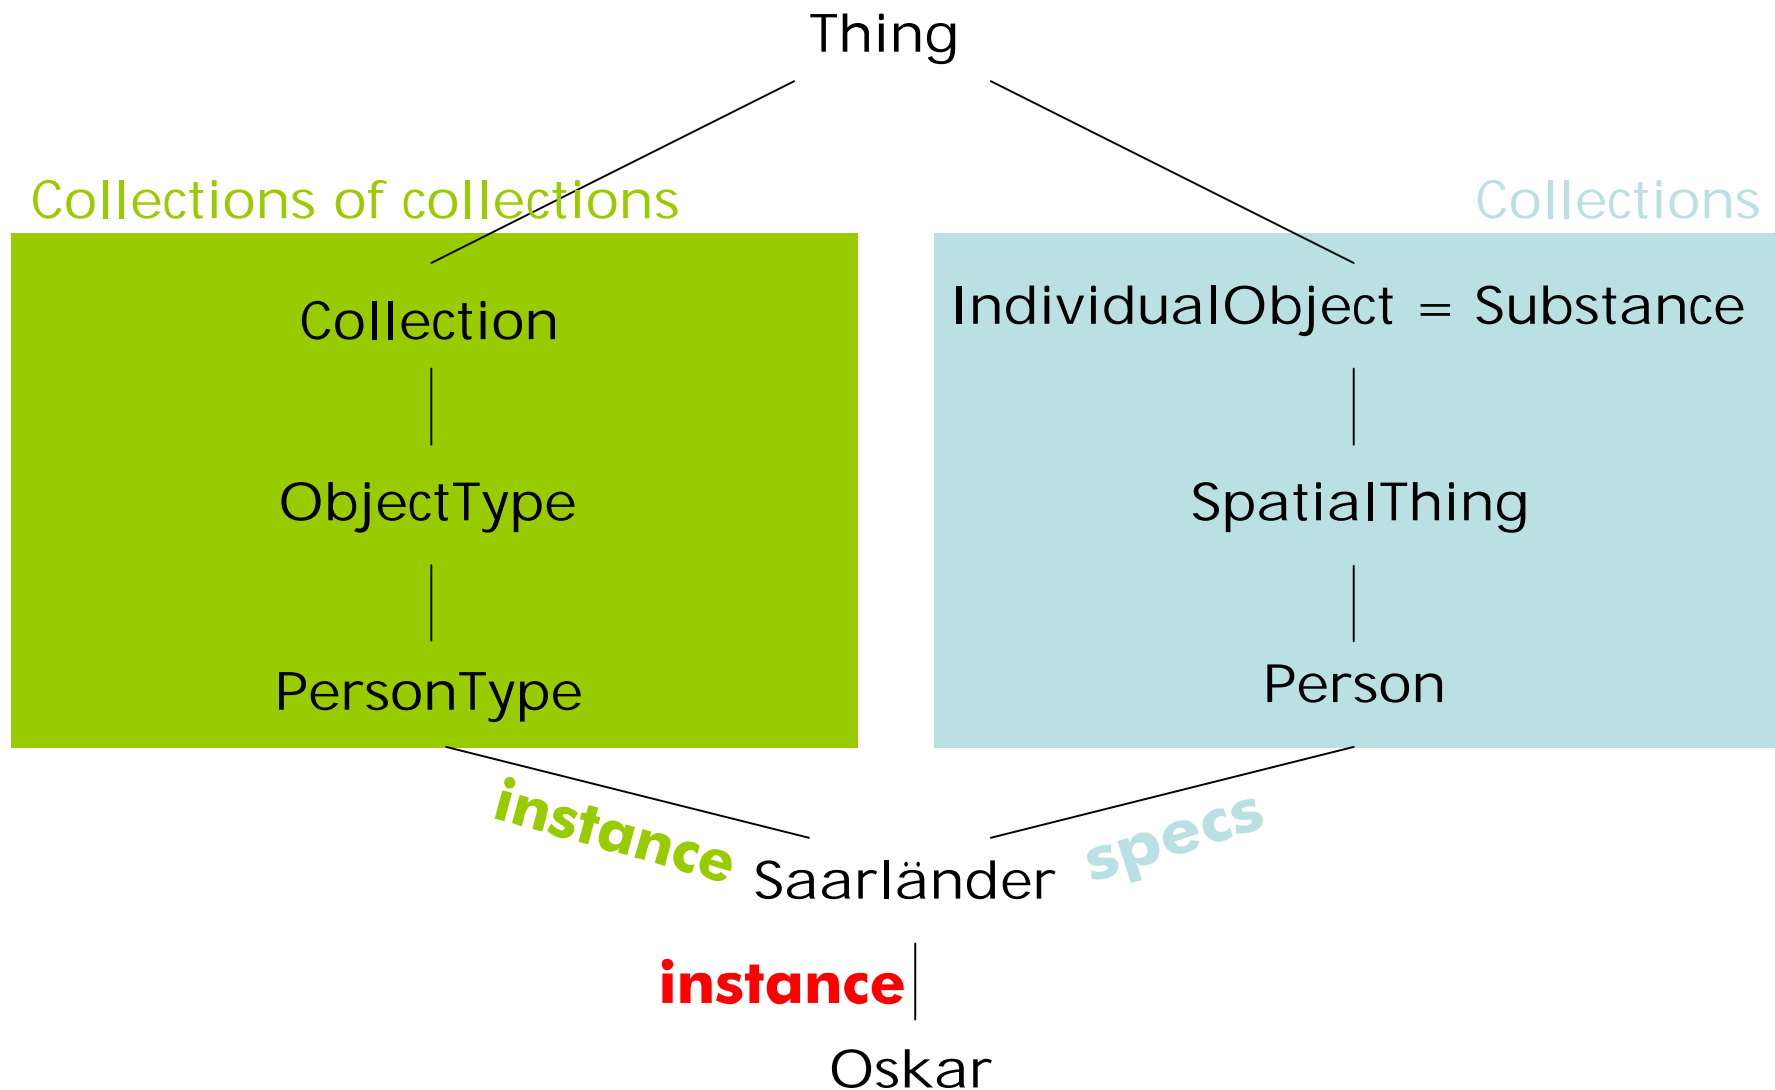 Thing
Collections of collections
Collections
Collection
IndividualObject = Substance
ObjectType
SpatialThing
PersonType
Person
instance
specs
Saarländer
instance
Oskar